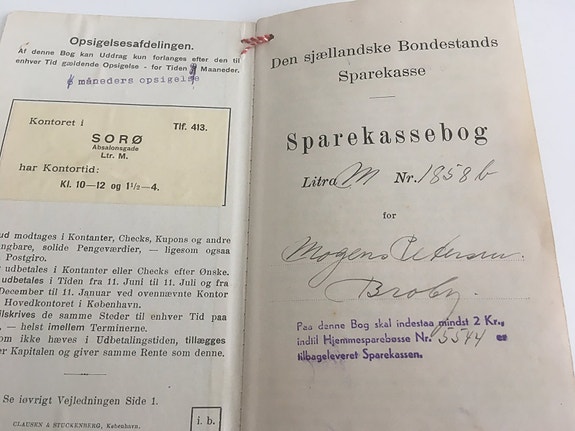 Opsigelsesafdelingen.
Af denne Bog kan Uddrag kun forlanges efter den til
enhver Tid gældende Opsigelse - for Tiden Maaneder.
6 måneders opsigelse
Kontoret i
Tlf. 413.
SORØ
Absalonsgade
Ltr. M.
har Kontortid:
Kl. 10—12 og 1½—4.
ud modtages i Kontanter, Checks, Kupons og andre
ngbare, solide Pengeværdier, — ligesom ogsaa
Postgiro.
udbetales i Kontanter eller Checks efter Ønske.
udbetales i Tiden fra 11. Juni til 11. Juli og fra
December til 11. Januar ved ovennævnte Kontor
Hovedkontoret i København.
ilskrives de samme Steder til enhver Tid paa
, — helst imellem Terminerne.
om ikke hæves i Udbetalingstiden, tillægges
er Kapitalen og giver samme Rente som denne.
Se iøvrigt Vejledningen Side 1.
CLAUSEN & STUCKENBERG, København.
i. b.
Den sjællandske Bondestands
Sparekasse
Sparekassebog
Litra M Nr. 1858 b
for
Mogens Petersen.
Broby.
Paa denne Bog skal indestaa mindst 2 Kr.,
indtil Hjemmesparebøsse Nr. 5544 er
tilbageleveret Sparekassen.